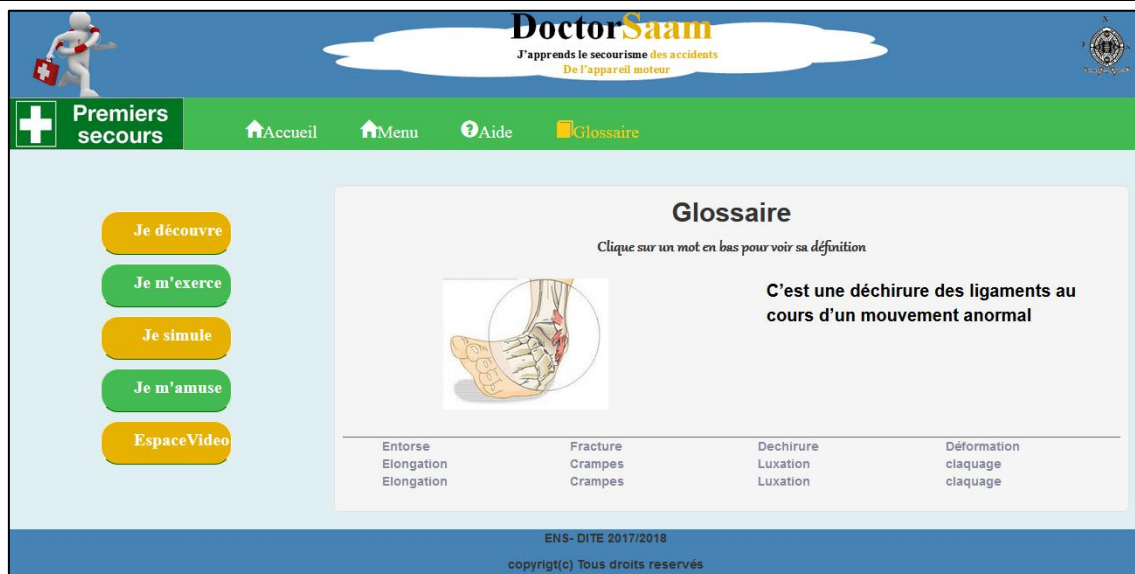 DoctorSaam
J'apprends le secourisme des accidents
De l'appareil moteur
Premiers
secours
Accueil
Menu
Aide
Glossaire
Je découvre
Je m'exerce
Je simule
Je m'amuse
EspaceVideo
Glossaire
Clique sur un mot en bas pour voir sa définition
C'est une déchirure des ligaments au
cours d'un mouvement anormal
Entorse Fracture Dechirure Déformation
Elongation Crampes Luxation claquage
Elongation Crampes Luxation claquage
ENS- DITE 2017/2018
copyrigt(c) Tous droits reservés